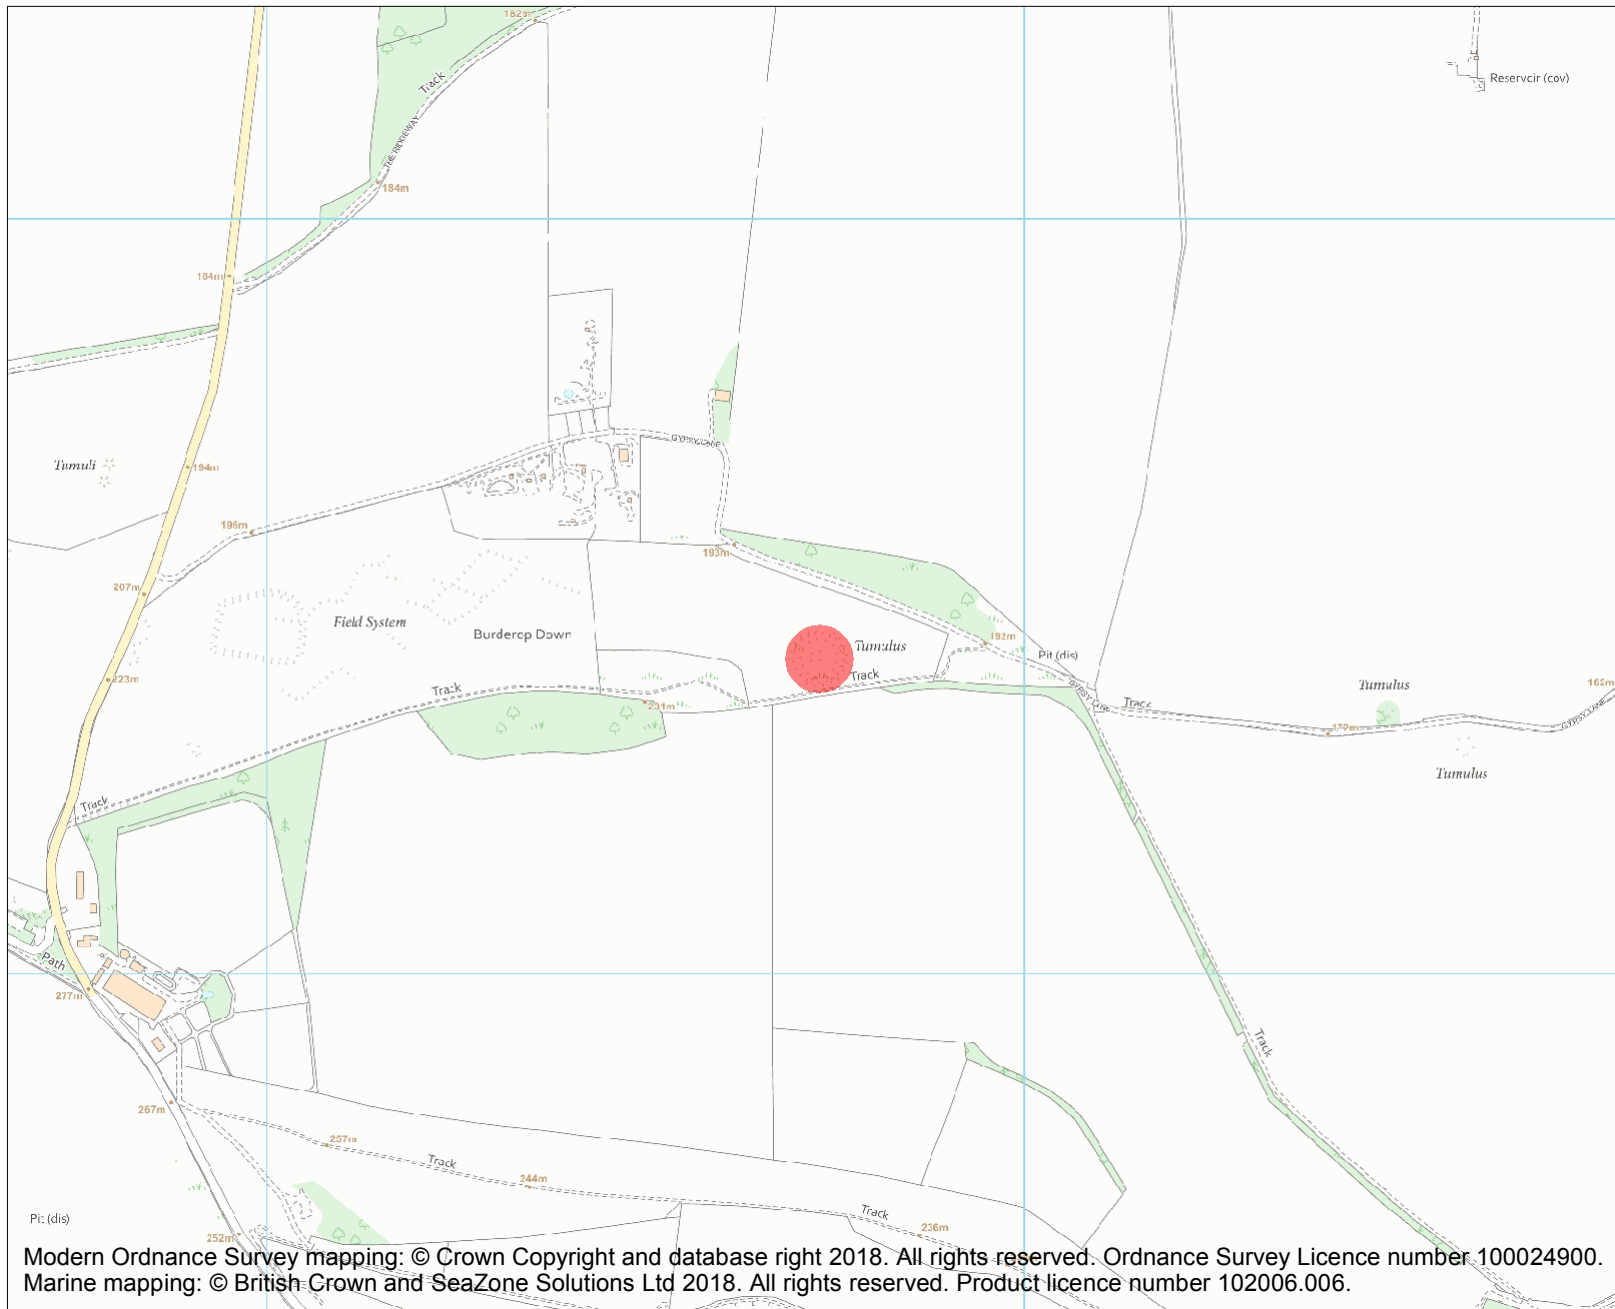 182m
Track
Reservcir (cov)
THE RIDGEWAY
184m
184m
GYPSY LANE
Tumuli
194m
196m
193m
207m
Field System
Burderop Down
192m
Tumulus
Pit (dis)
Track
223m
Track
231m
GYPSY LANE
Track
Tumulus
162m
170m
GYPSY LANE
Tumulus
Track
Path
277m
Track
267m
257m
Track
244m
Track
236m
Pit (dis)
252m
Modern Ordnance Survey mapping: © Crown Copyright and database right 2018. All rights reserved. Ordnance Survey Licence number 100024900.
Marine mapping: © British Crown and SeaZone Solutions Ltd 2018. All rights reserved. Product licence number 102006.006.